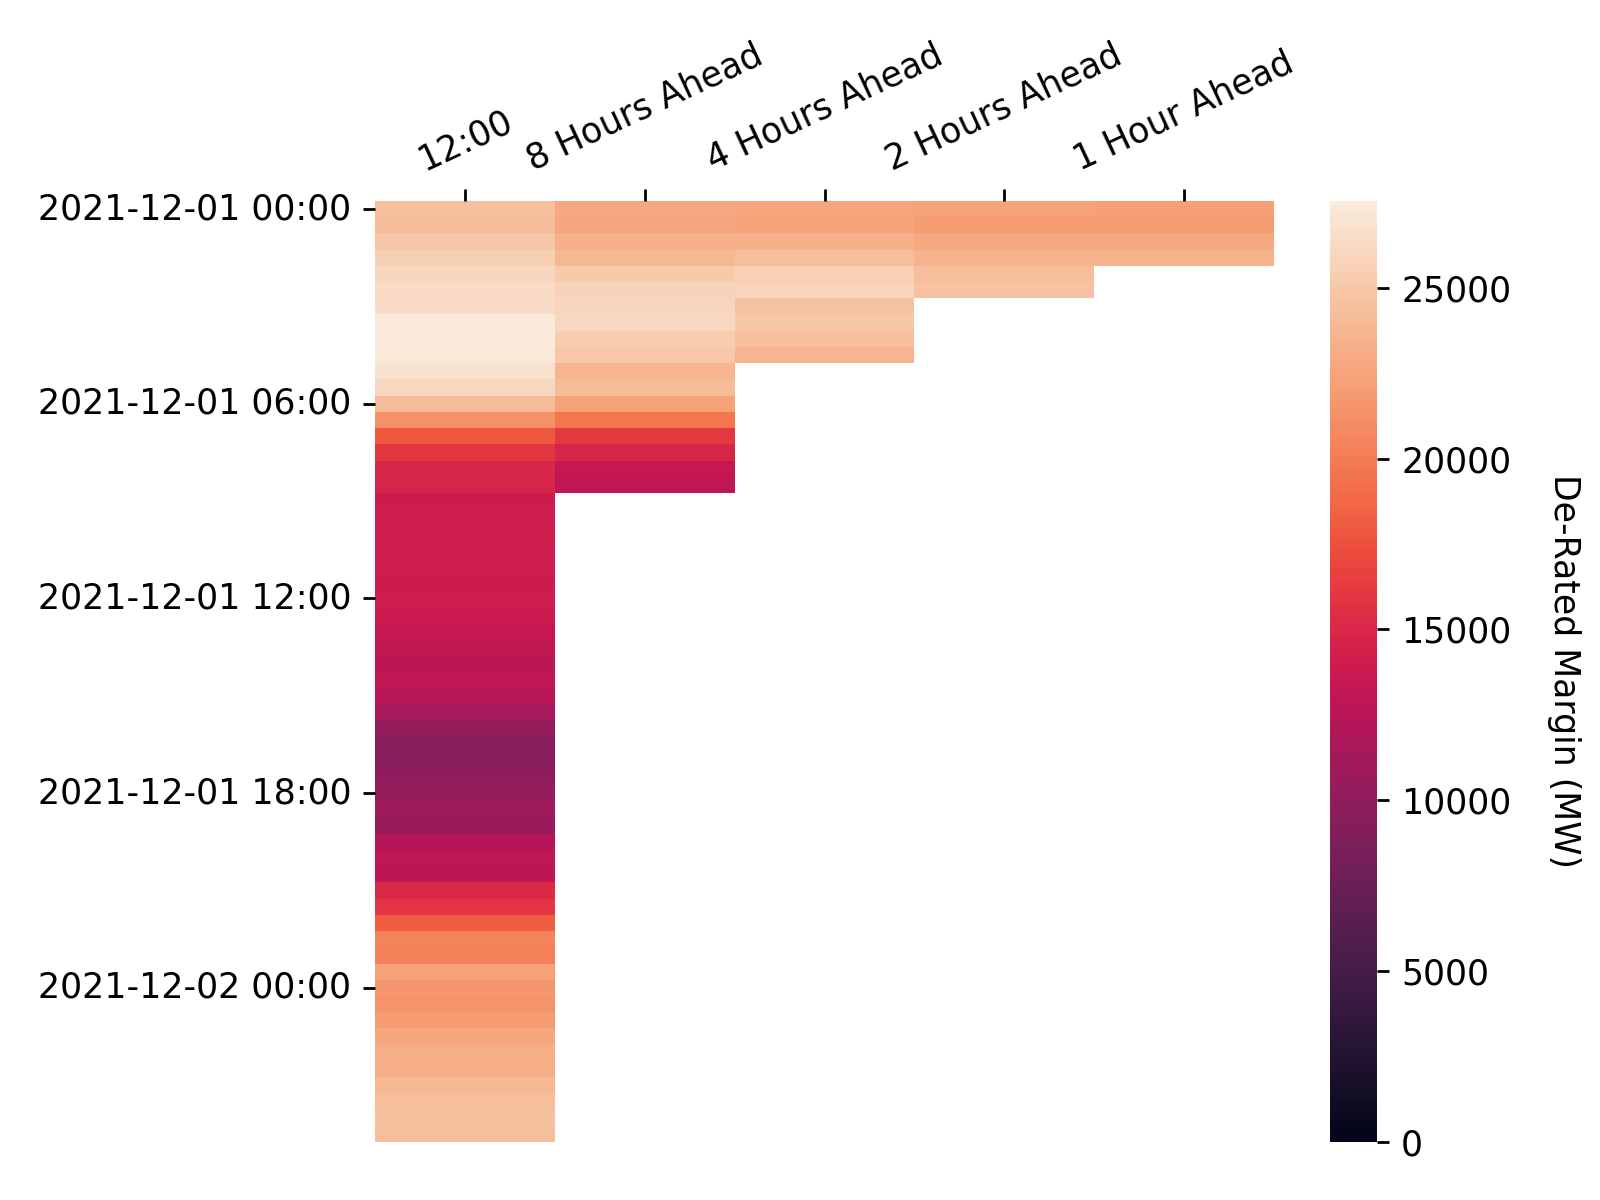 12:00
8 Hours Ahead
4 Hours Ahead
2 Hours Ahead
1 Hour Ahead
2021-12-01 00:00
2021-12-01 06:00
2021-12-01 12:00
2021-12-01 18:00
2021-12-02 00:00
25000
20000
15000
10000
5000
0
De-Rated Margin (MW)